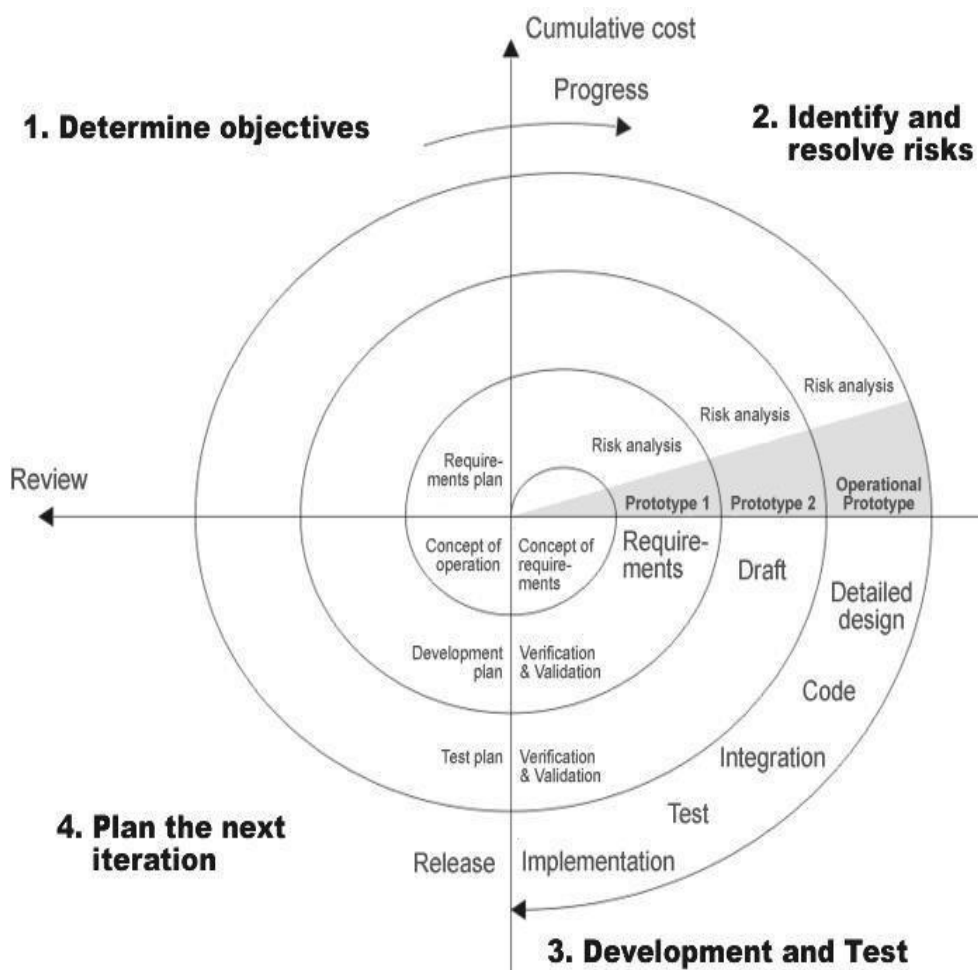 Cumulative cost
Progress
1. Determine objectives
2. Identify and
resolve risks
Risk analysis
Risk analysis
Risk analysis
Require-
ments plan
Review
Prototype 1
Prototype 2
Operational
Prototype
Concept of
operation
Concept of
require-
ments
Require-
ments
Draft
Detailed
design
Development
plan
Verification
& Validation
Code
Test plan
Verification
& Validation
Integration
Test
4. Plan the next
iteration
Release
Implementation
3. Development and Test